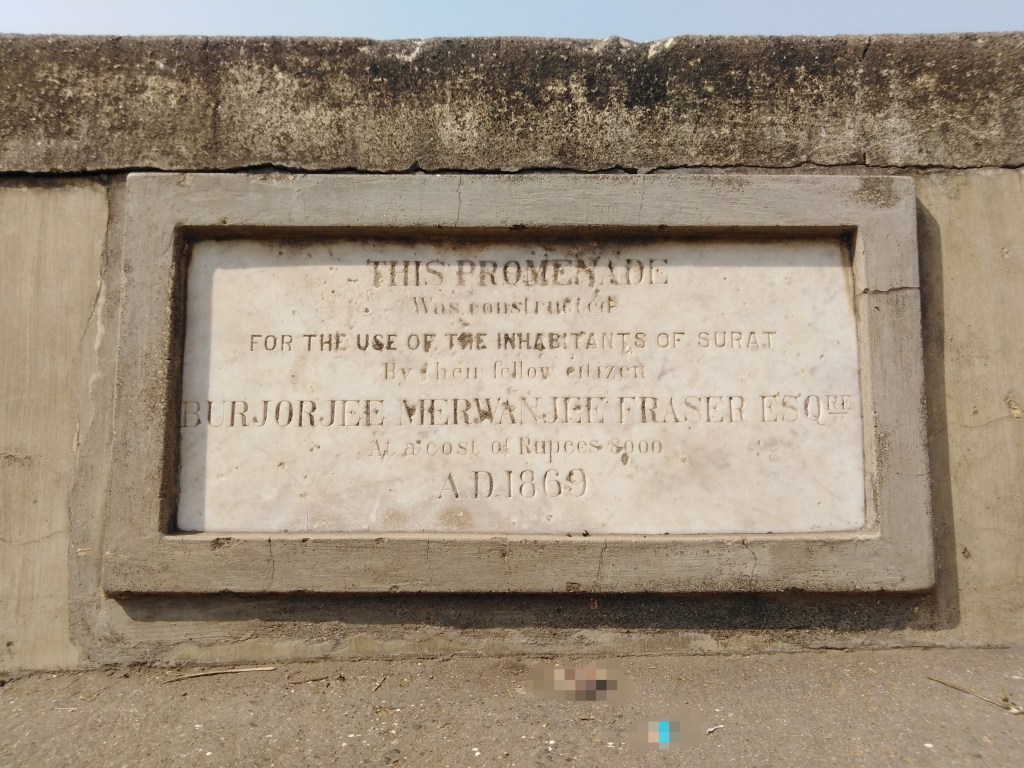 THIS PROMENADE
Was constructed
FOR THE USE OF THE INHABITANTS OF SURAT
By their fellow citizen
BURJORJEE MERWANJEE FRASER ESQRE
At a cost of Rupees 8000
A.D.1869